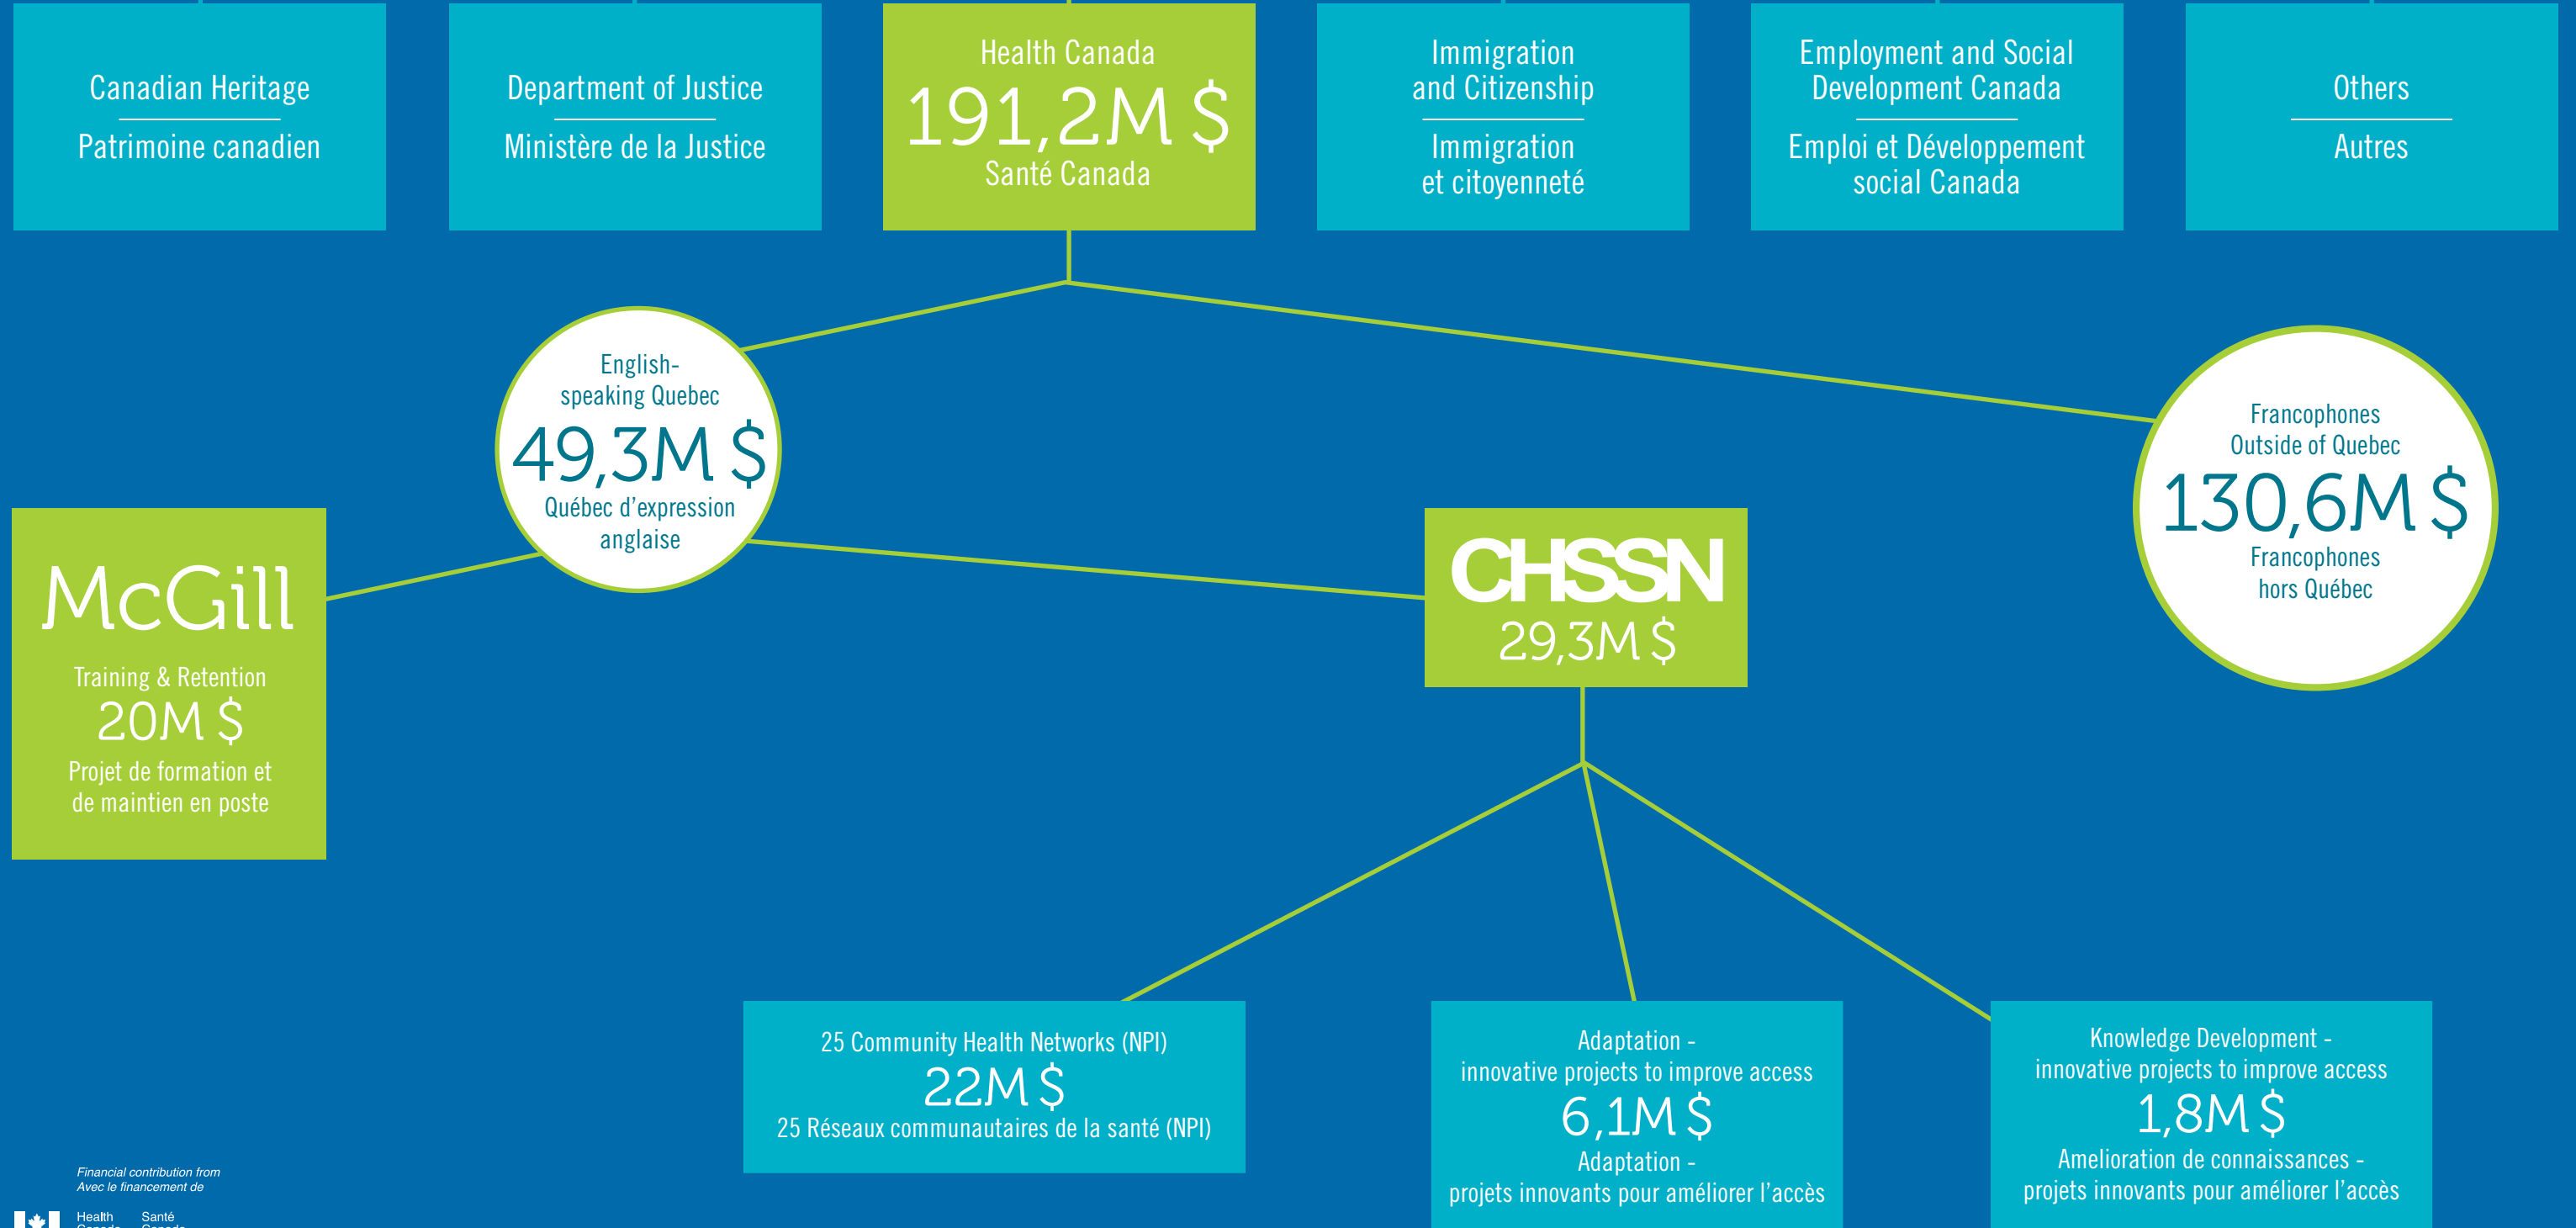 Canadian Heritage
Patrimoine canadien
Department of Justice
Ministère de la Justice
Health Canada
191,2M $
Santé Canada
Immigration
and Citizenship
Immigration
et citoyenneté
Employment and Social
Development Canada
Emploi et Développement
social Canada
Others
Autres
English-
speaking Quebec
49,3M $
Québec d'expression
anglaise
Francophones
Outside of Quebec
130,6M $
Francophones
hors Québec
McGill
Training & Retention
20M $
Projet de formation et
de maintien en poste
CHSSN
29,3M $
25 Community Health Networks (NPI)
22M $
25 Réseaux communautaires de la santé (NPI)
Adaptation -
innovative projects to improve access
6,1M $
Adaptation -
projets innovants pour améliorer l'accès
Knowledge Development -
innovative projects to improve access
1,8M $
Amelioration de connaissances -
projets innovants pour améliorer l'accès
Financial contribution from
Avec le financement de
Health Santé